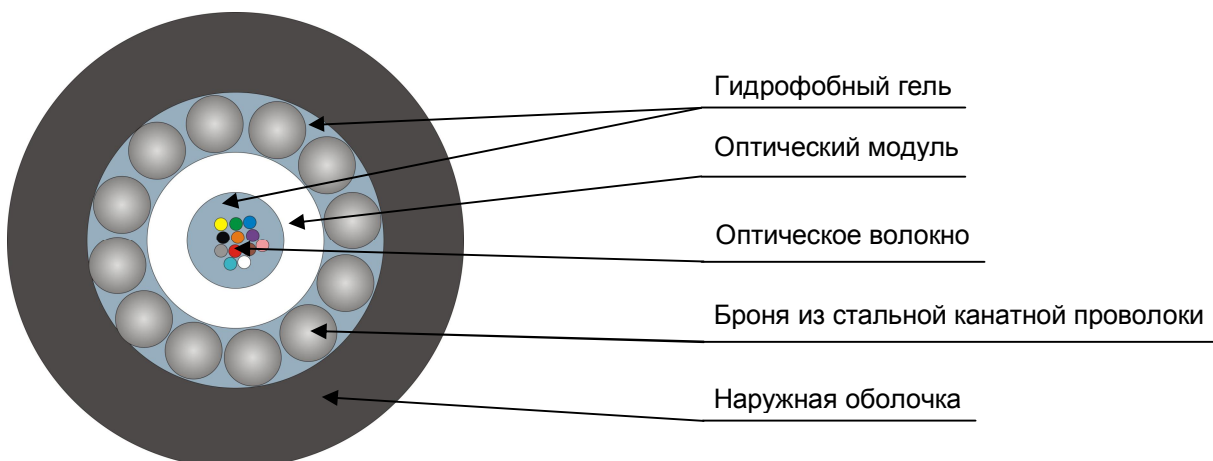 Гидрофобный гель
Оптический модуль
Оптическое волокно
Броня из стальной канатной проволоки
Наружная оболочка